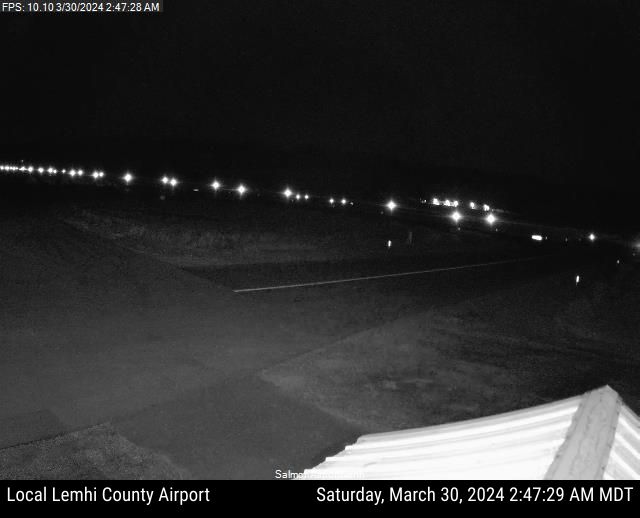 FPS: 10.10 3/30/2024 2:47:28 AM
Local Lemhi County Airport
Saturday, March 30, 2024 2:47:29 AM MDT